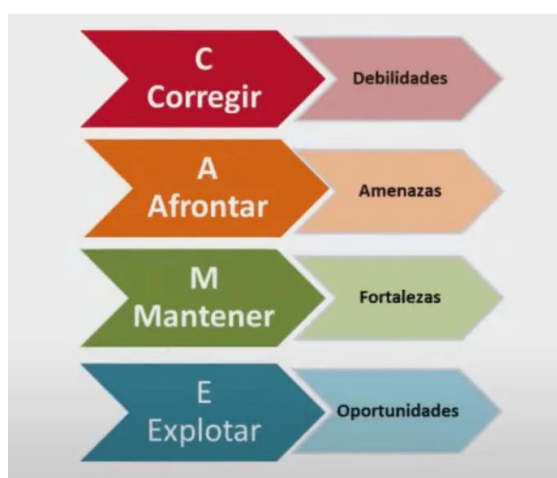 C
Corregir
Debilidades
A
Afrontar
Amenazas
M
Mantener
Fortalezas
E
Explotar
Oportunidades